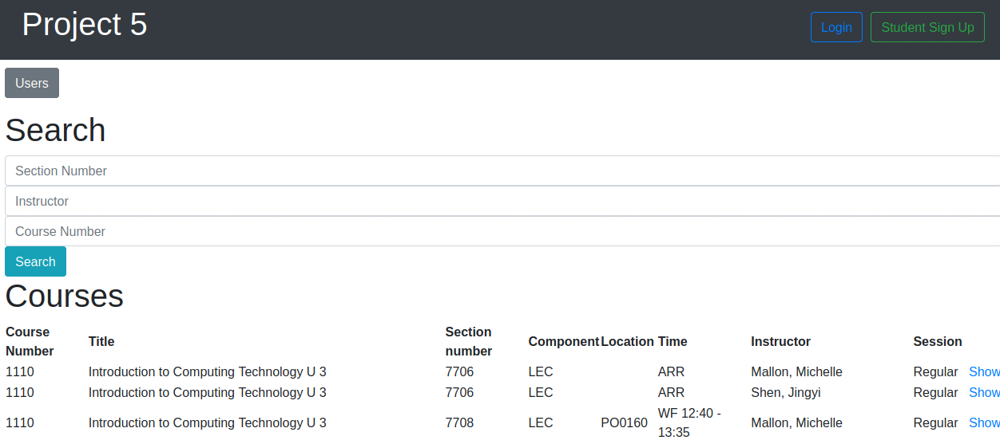 Project 5
Login Student Sign Up
Users
Search
Section Number
Instructor
Course Number
Search
Courses
Course Number Title Section number Component Location Time Instructor Session
1110 Introduction to Computing Technology U 3 7706 LEC ARR Mallon, Michelle Regular Show
1110 Introduction to Computing Technology U 3 7706 LEC ARR Shen, Jingyi Regular Show
1110 Introduction to Computing Technology U 3 7708 LEC PO0160 WF 12:40 - 13:35 Mallon, Michelle Regular Show